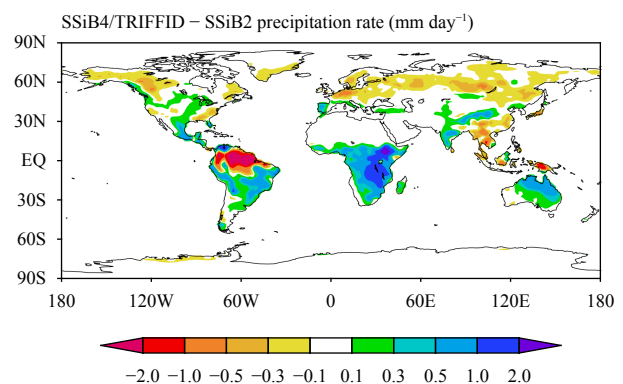 SSiB4/TRIFFID − SSiB2 precipitation rate (mm day⁻¹)
90N
60N
30N
EQ
30S
60S
90S
180 120W 60W 0 60E 120E 180
−2.0 −1.0 −0.5 −0.3 −0.1 0.1 0.3 0.5 1.0 2.0